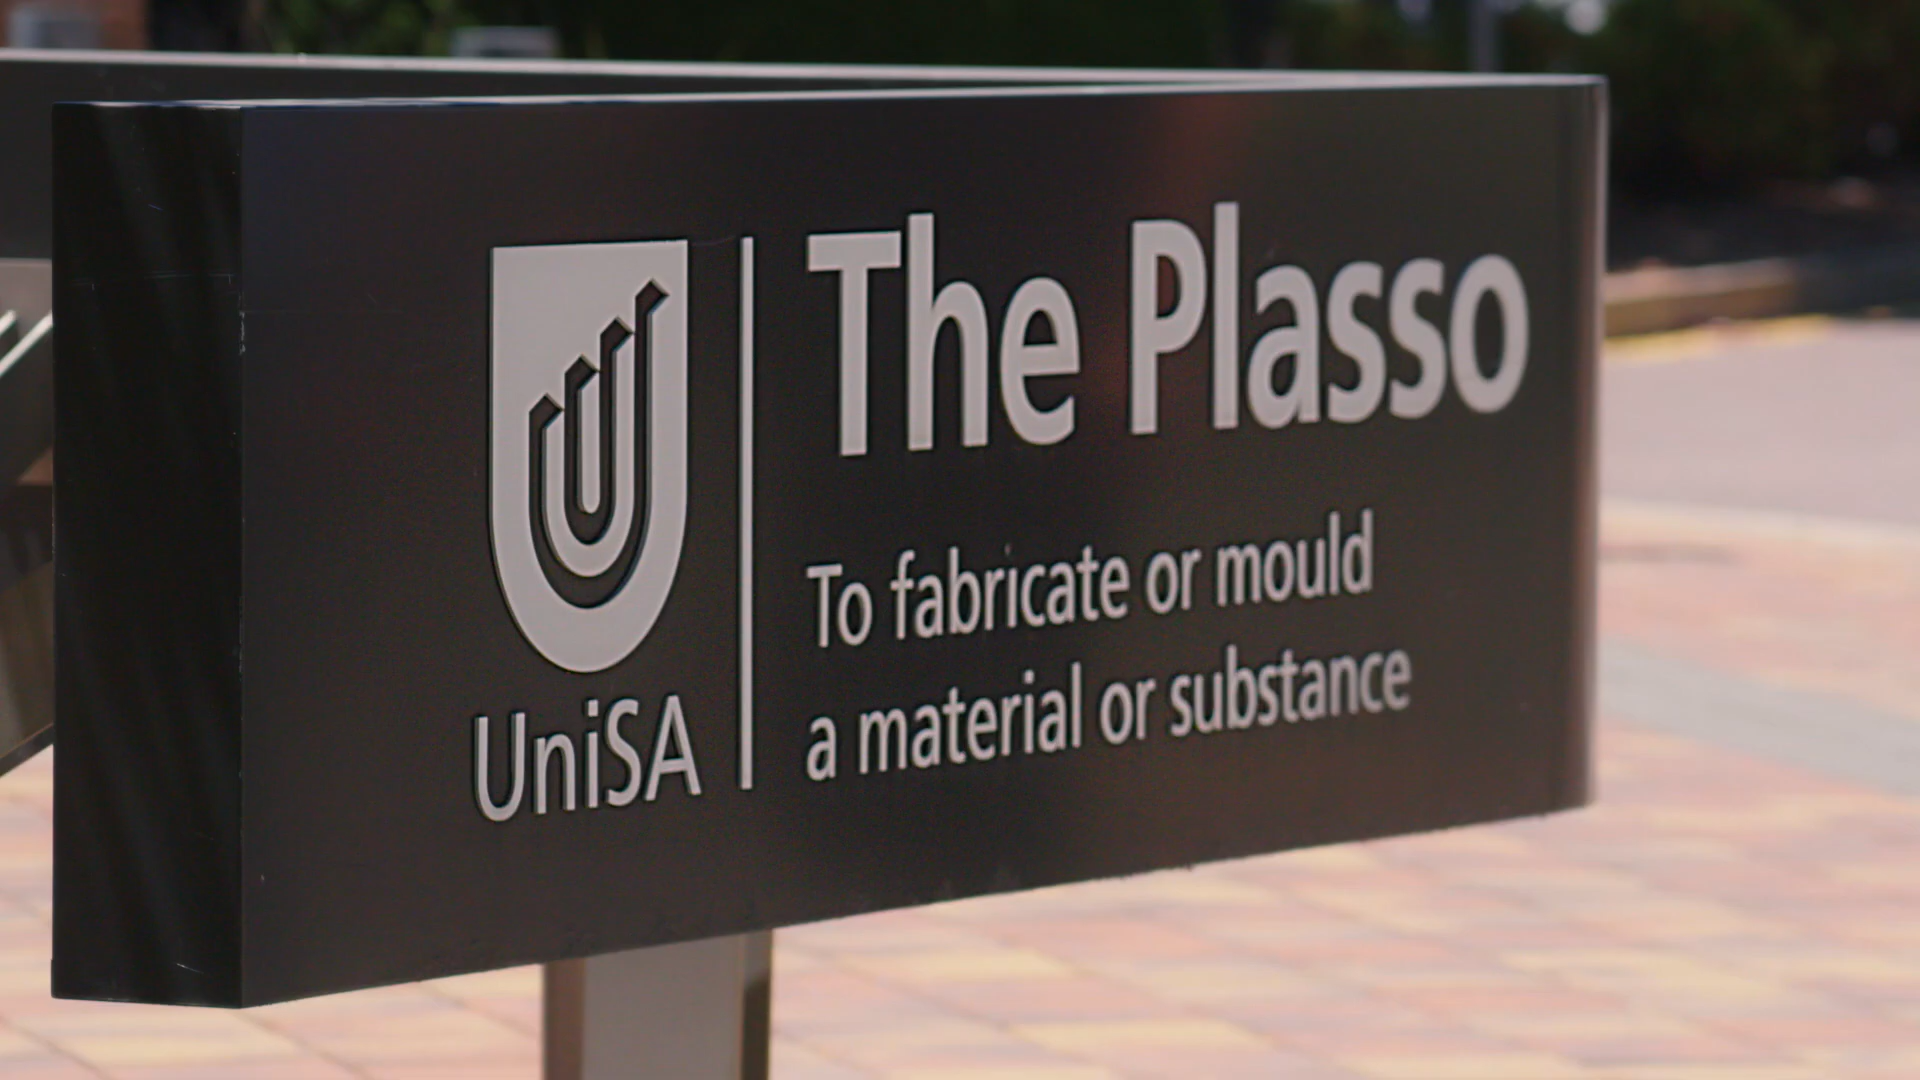 UniSA
The Plasso
To fabricate or mould
a material or substance